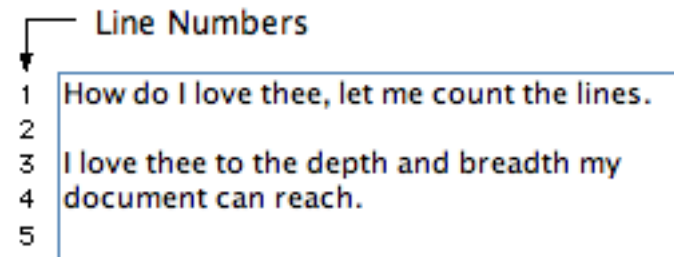 Line Numbers
1 How do I love thee, let me count the lines.
2
3 I love thee to the depth and breadth my
4 document can reach.
5